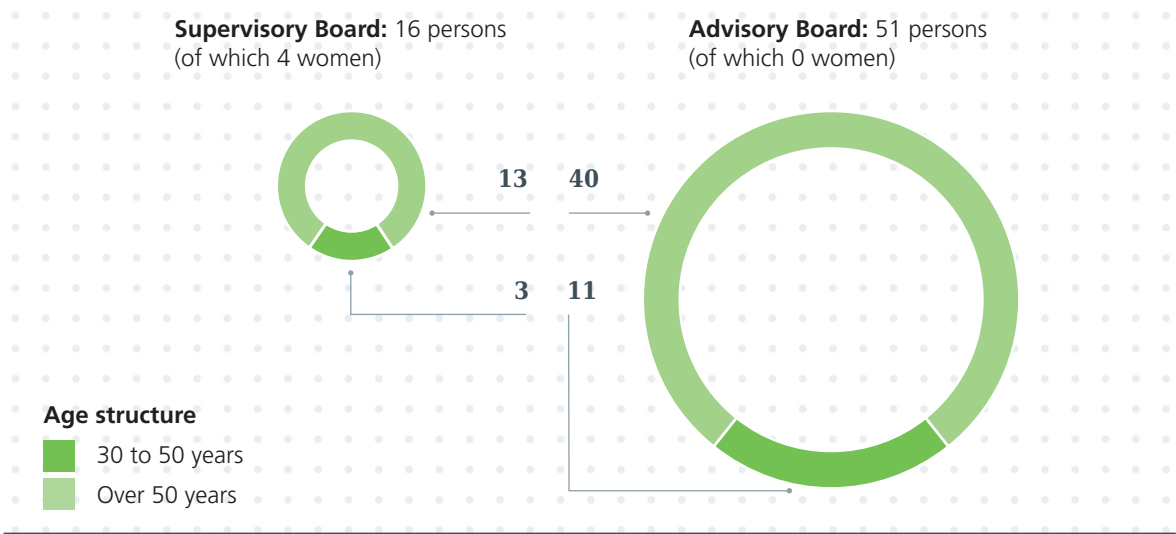 Supervisory Board: 16 persons
(of which 4 women)
Advisory Board: 51 persons
(of which 0 women)
13
40
3
11
Age structure
30 to 50 years
Over 50 years